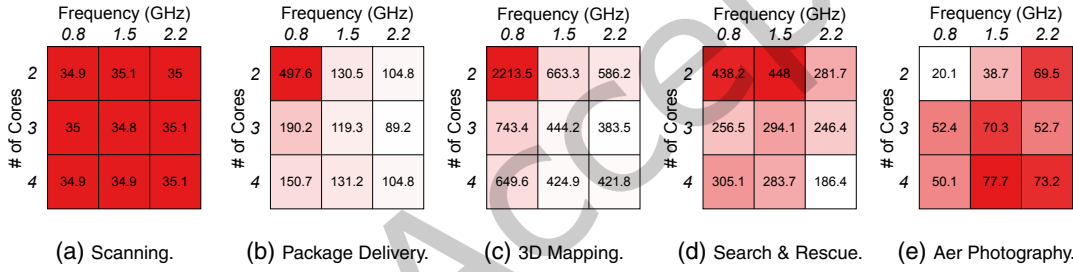 Frequency (GHz)
0.8 1.5 2.2
# of Cores
2 34.9 35.1 35
3 35 34.8 35.1
4 34.9 34.9 35.1
(a) Scanning.
Frequency (GHz)
0.8 1.5 2.2
# of Cores
2 497.6 130.5 104.8
3 190.2 119.3 89.2
4 150.7 131.2 104.8
(b) Package Delivery.
Frequency (GHz)
0.8 1.5 2.2
# of Cores
2 2213.5 663.3 586.2
3 743.4 444.2 383.5
4 649.6 424.9 421.8
(c) 3D Mapping.
Frequency (GHz)
0.8 1.5 2.2
# of Cores
2 438.2 448 281.7
3 256.5 294.1 246.4
4 305.1 283.7 186.4
(d) Search & Rescue.
Frequency (GHz)
0.8 1.5 2.2
# of Cores
2 20.1 38.7 69.5
3 52.4 70.3 52.7
4 50.1 77.7 73.2
(e) Aer Photography.
Accep